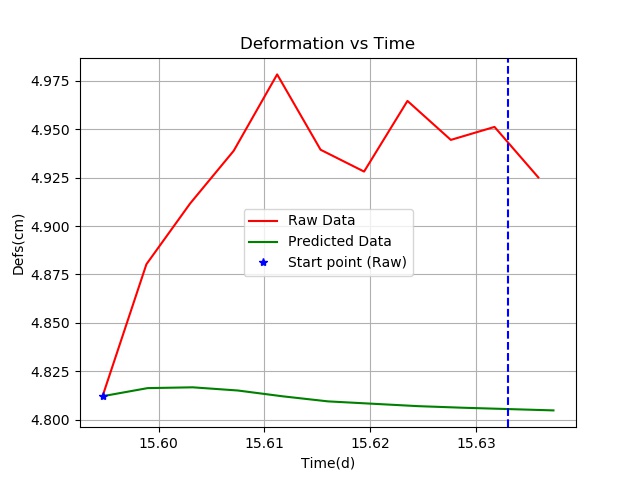 Deformation vs Time
4.975
4.950
4.925
4.900
4.875
4.850
4.825
4.800
Defs(cm)
Raw Data
Predicted Data
Start point (Raw)
15.60 15.61 15.62 15.63
Time(d)